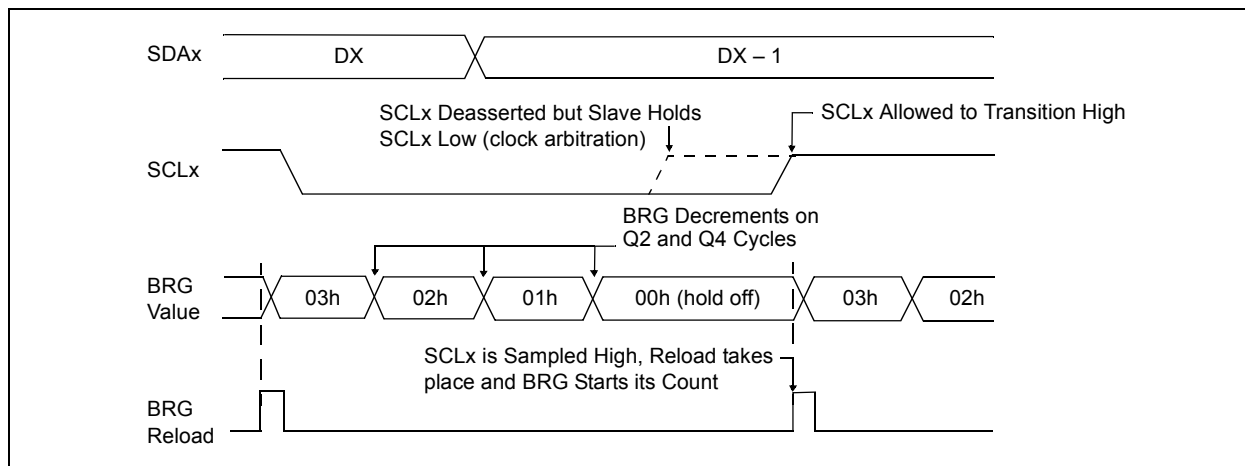 SDAx
DX
DX – 1
SCLx Deasserted but Slave Holds
SCLx Low (clock arbitration)
SCLx Allowed to Transition High
SCLx
BRG Decrements on
Q2 and Q4 Cycles
BRG
Value
03h
02h
01h
00h (hold off)
03h
02h
SCLx is Sampled High, Reload takes
place and BRG Starts its Count
BRG
Reload